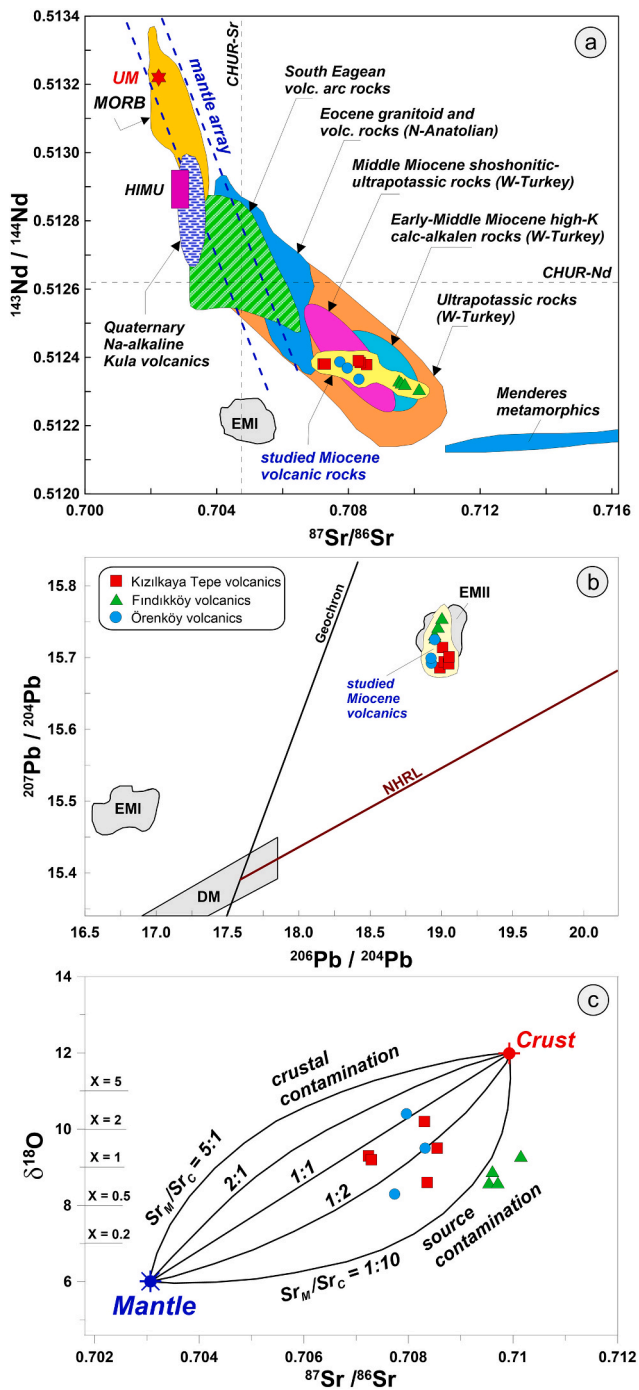 a
0.5134
0.5132
0.5130
0.5128
0.5126
0.5124
0.5122
0.5120
¹⁴³Nd / ¹⁴⁴Nd
UM
MORB
HIMU
mantle array
CHUR-Sr
South Eagean
volc. arc rocks
Eocene granitoid and
volc. rocks (N-Anatolian)
Middle Miocene shoshonitic-
ultrapotassic rocks (W-Turkey)
Early-Middle Miocene high-K
calc-alkalen rocks (W-Turkey)
CHUR-Nd
Ultrapotassic rocks
(W-Turkey)
Quaternary
Na-alkaline
Kula volcanics
EMI
studied Miocene
volcanic rocks
Menderes
metamorphics
0.700
0.704
0.708
0.712
0.716
⁸⁷Sr/⁸⁶Sr
b
15.8
15.7
15.6
15.5
15.4
²⁰⁷Pb / ²⁰⁴Pb
Kızılkaya Tepe volcanics
Fındıkköy volcanics
Örenköy volcanics
Geochron
EMII
studied
Miocene
volcanics
NHRL
EMI
DM
16.5
17.0
17.5
18.0
18.5
19.0
19.5
20.0
²⁰⁶Pb / ²⁰⁴Pb
c
14
12
10
8
6
δ¹⁸O
X = 5
X = 2
X = 1
X = 0.5
X = 0.2
Crust
crustal
contamination
Sr_M/Sr_C = 5:1
2:1
1:1
1:2
Sr_M/Sr_C = 1:10
source
contamination
Mantle
0.702
0.704
0.706
0.708
0.71
0.712
⁸⁷Sr /⁸⁶Sr